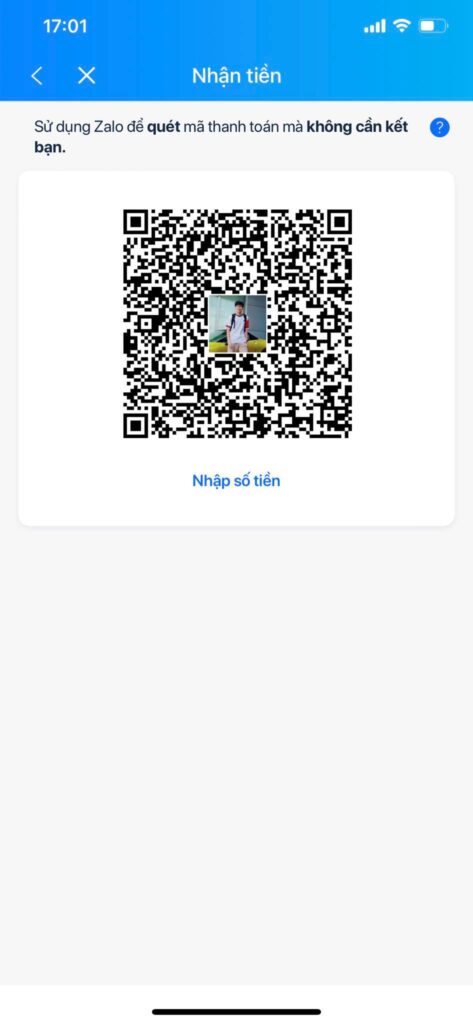 17:01
Nhận tiền
Sử dụng Zalo để quét mã thanh toán mà không cần kết
bạn.
?
Nhập số tiền